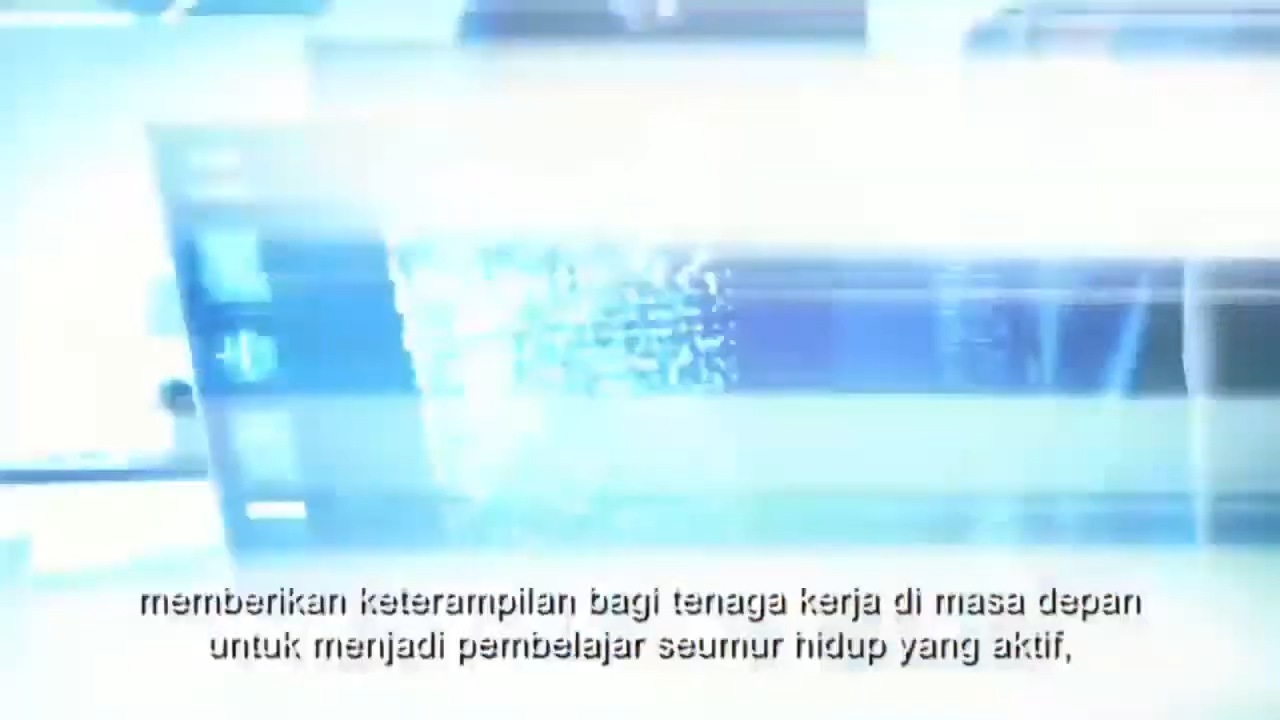 memberikan keterampilan bagi tenaga kerja di masa depan
untuk menjadi pembelajar seumur hidup yang aktif,